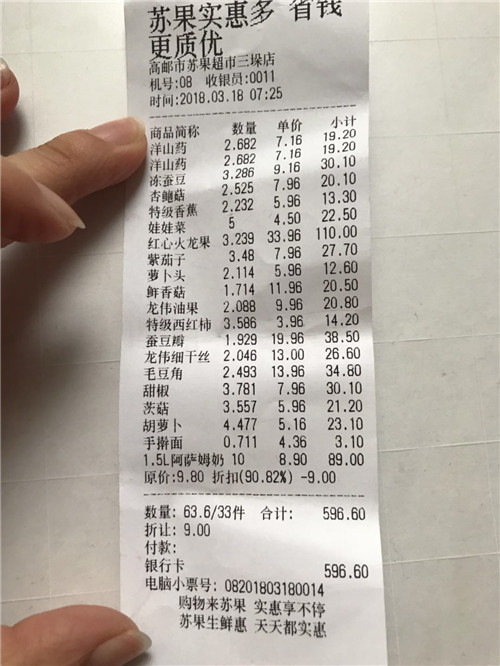 苏果实惠多 省钱
更质优
高邮市苏果超市三垛店
机号:08 收银员:0011
时间:2018.03.18 07:25
商品简称 数量 单价 小计
洋山药 2.682 7.16 19.20
洋山药 2.682 7.16 19.20
冻蚕豆 3.286 9.16 30.10
杏鲍菇 2.525 7.96 20.10
特级香蕉 2.232 5.96 13.30
娃娃菜 5 4.50 22.50
红心火龙果 3.239 33.96 110.00
紫茄子 3.48 7.96 27.70
萝卜头 2.114 5.96 12.60
鲜香菇 1.714 11.96 20.50
龙伟油果 2.088 9.96 20.80
特级西红柿 3.586 3.96 14.20
蚕豆瓣 1.929 19.96 38.50
龙伟细干丝 2.046 13.00 26.60
毛豆角 2.493 13.96 34.80
甜椒 3.781 7.96 30.10
茨菇 3.557 5.96 21.20
胡萝卜 4.477 5.16 23.10
手擀面 0.711 4.36 3.10
1.5L阿萨姆奶 10 8.90 89.00
原价:9.80 折扣(90.82%) -9.00
数量: 63.6/33件 合计: 596.60
折让: 9.00
付款:
银行卡 596.60
电脑小票号: 08201803180014
购物来苏果 实惠享不停
苏果生鲜惠 天天都实惠